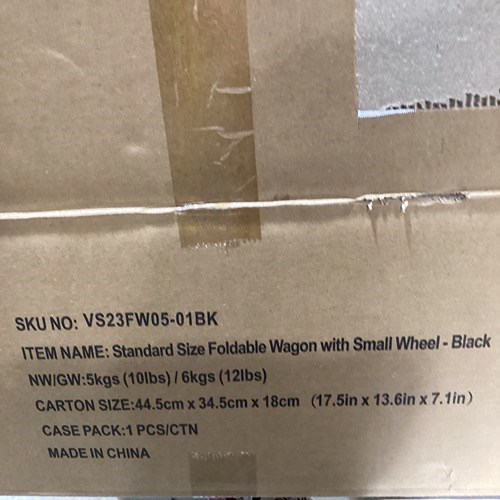 SKU NO: VS23FW05-01BK
ITEM NAME: Standard Size Foldable Wagon with Small Wheel - Black
NW/GW:5kgs (10lbs) / 6kgs (12lbs)
CARTON SIZE:44.5cm x 34.5cm x 18cm (17.5in x 13.6in x 7.1in)
CASE PACK:1 PCS/CTN
MADE IN CHINA